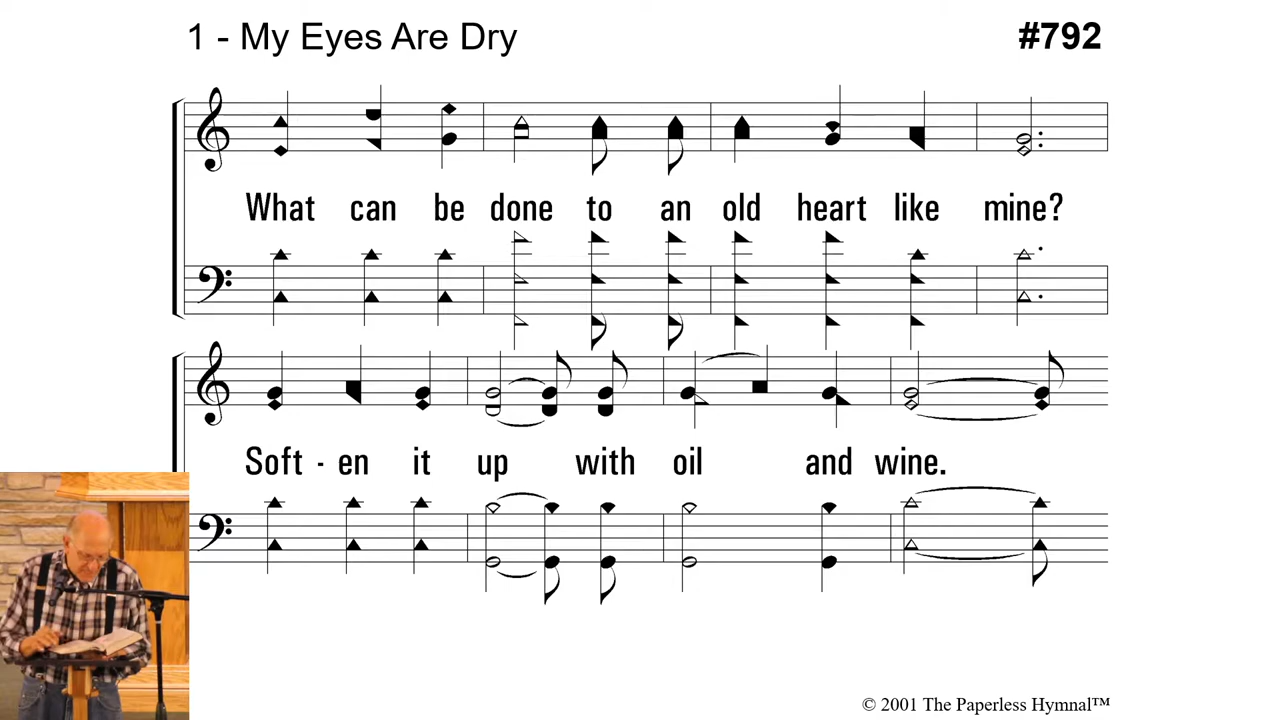 1 - My Eyes Are Dry #792
What can be done to an old heart like mine?
Soft - en it up with oil and wine.
© 2001 The Paperless Hymnal™